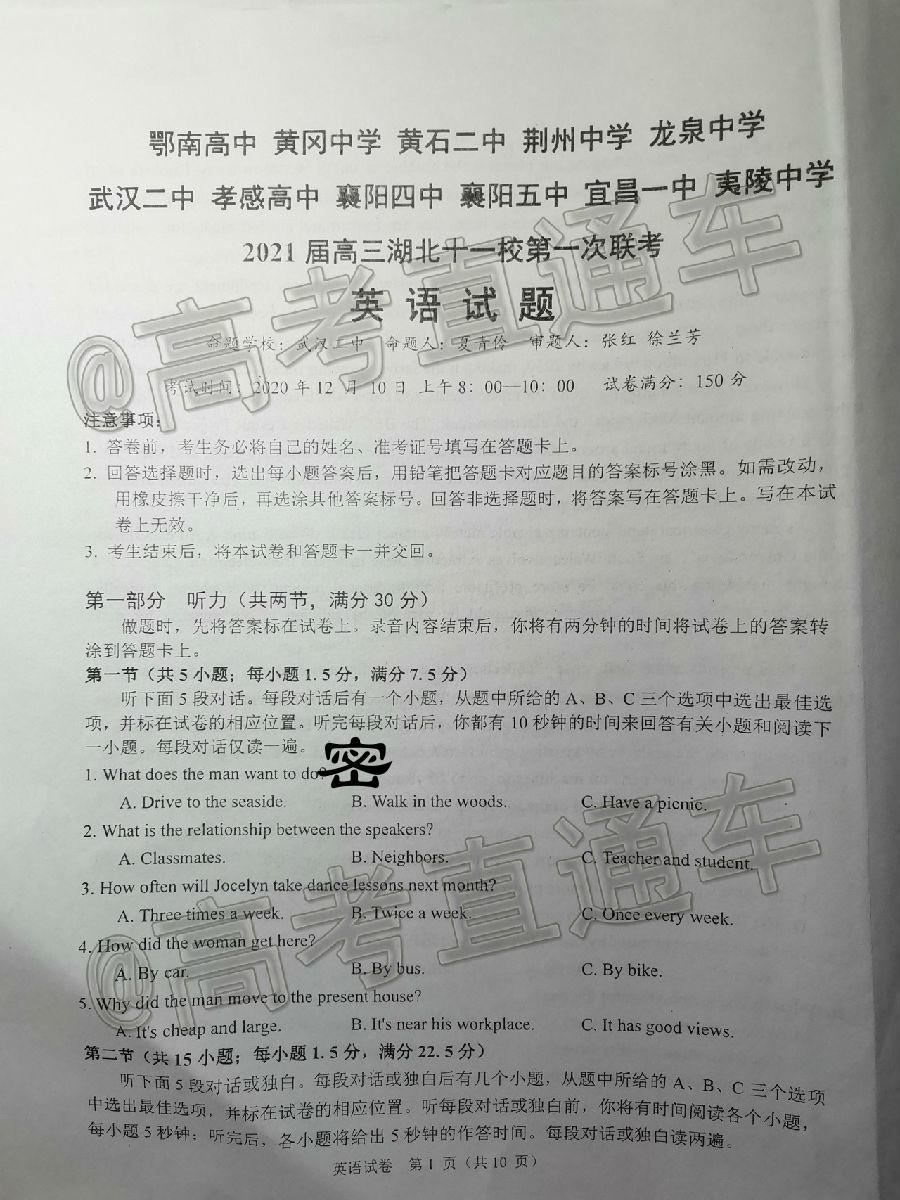 鄂南高中 黄冈中学 黄石二中 荆州中学 龙泉中学
武汉二中 孝感高中 襄阳四中 襄阳五中 宜昌一中 夷陵中学
2021届高三湖北十一校第一次联考
英 语 试 题
命题学校：武汉二中 命题人：夏青伶 审题人：张红 徐兰芳
考试时间：2020年12月10日上午8：00—10：00 试卷满分：150分
注意事项：
1. 答卷前，考生务必将自己的姓名、准考证号填写在答题卡上。
2. 回答选择题时，选出每小题答案后，用铅笔把答题卡对应题目的答案标号涂黑。如需改动，
用橡皮擦干净后，再选涂其他答案标号。回答非选择题时，将答案写在答题卡上。写在本试
卷上无效。
3. 考生结束后，将本试卷和答题卡一并交回。
第一部分 听力（共两节，满分30分）
做题时，先将答案标在试卷上。录音内容结束后，你将有两分钟的时间将试卷上的答案转
涂到答题卡上。
第一节（共5小题；每小题1.5分，满分7.5分）
听下面5段对话。每段对话后有一个小题，从题中所给的A、B、C三个选项中选出最佳选
项，并标在试卷的相应位置。听完每段对话后，你都有10秒钟的时间来回答有关小题和阅读下
一小题。每段对话仅读一遍。
密
1. What does the man want to do?
A. Drive to the seaside. B. Walk in the woods. C. Have a picnic.
2. What is the relationship between the speakers?
A. Classmates. B. Neighbors. C. Teacher and student.
3. How often will Jocelyn take dance lessons next month?
A. Three times a week. B. Twice a week. C. Once every week.
4. How did the woman get here?
A. By car. B. By bus. C. By bike.
5. Why did the man move to the present house?
A. It's cheap and large. B. It's near his workplace. C. It has good views.
第二节（共15小题；每小题1.5分，满分22.5分）
听下面5段对话或独白。每段对话或独白后有几个小题，从题中所给的A、B、C三个选项
中选出最佳选项，并标在试卷的相应位置。听每段对话或独白前，你将有时间阅读各个小题，
每小题5秒钟；听完后，各小题将给出5秒钟的作答时间。每段对话或独白读两遍。
英语试卷 第1页（共10页）
@高考直通车
@高考直通车